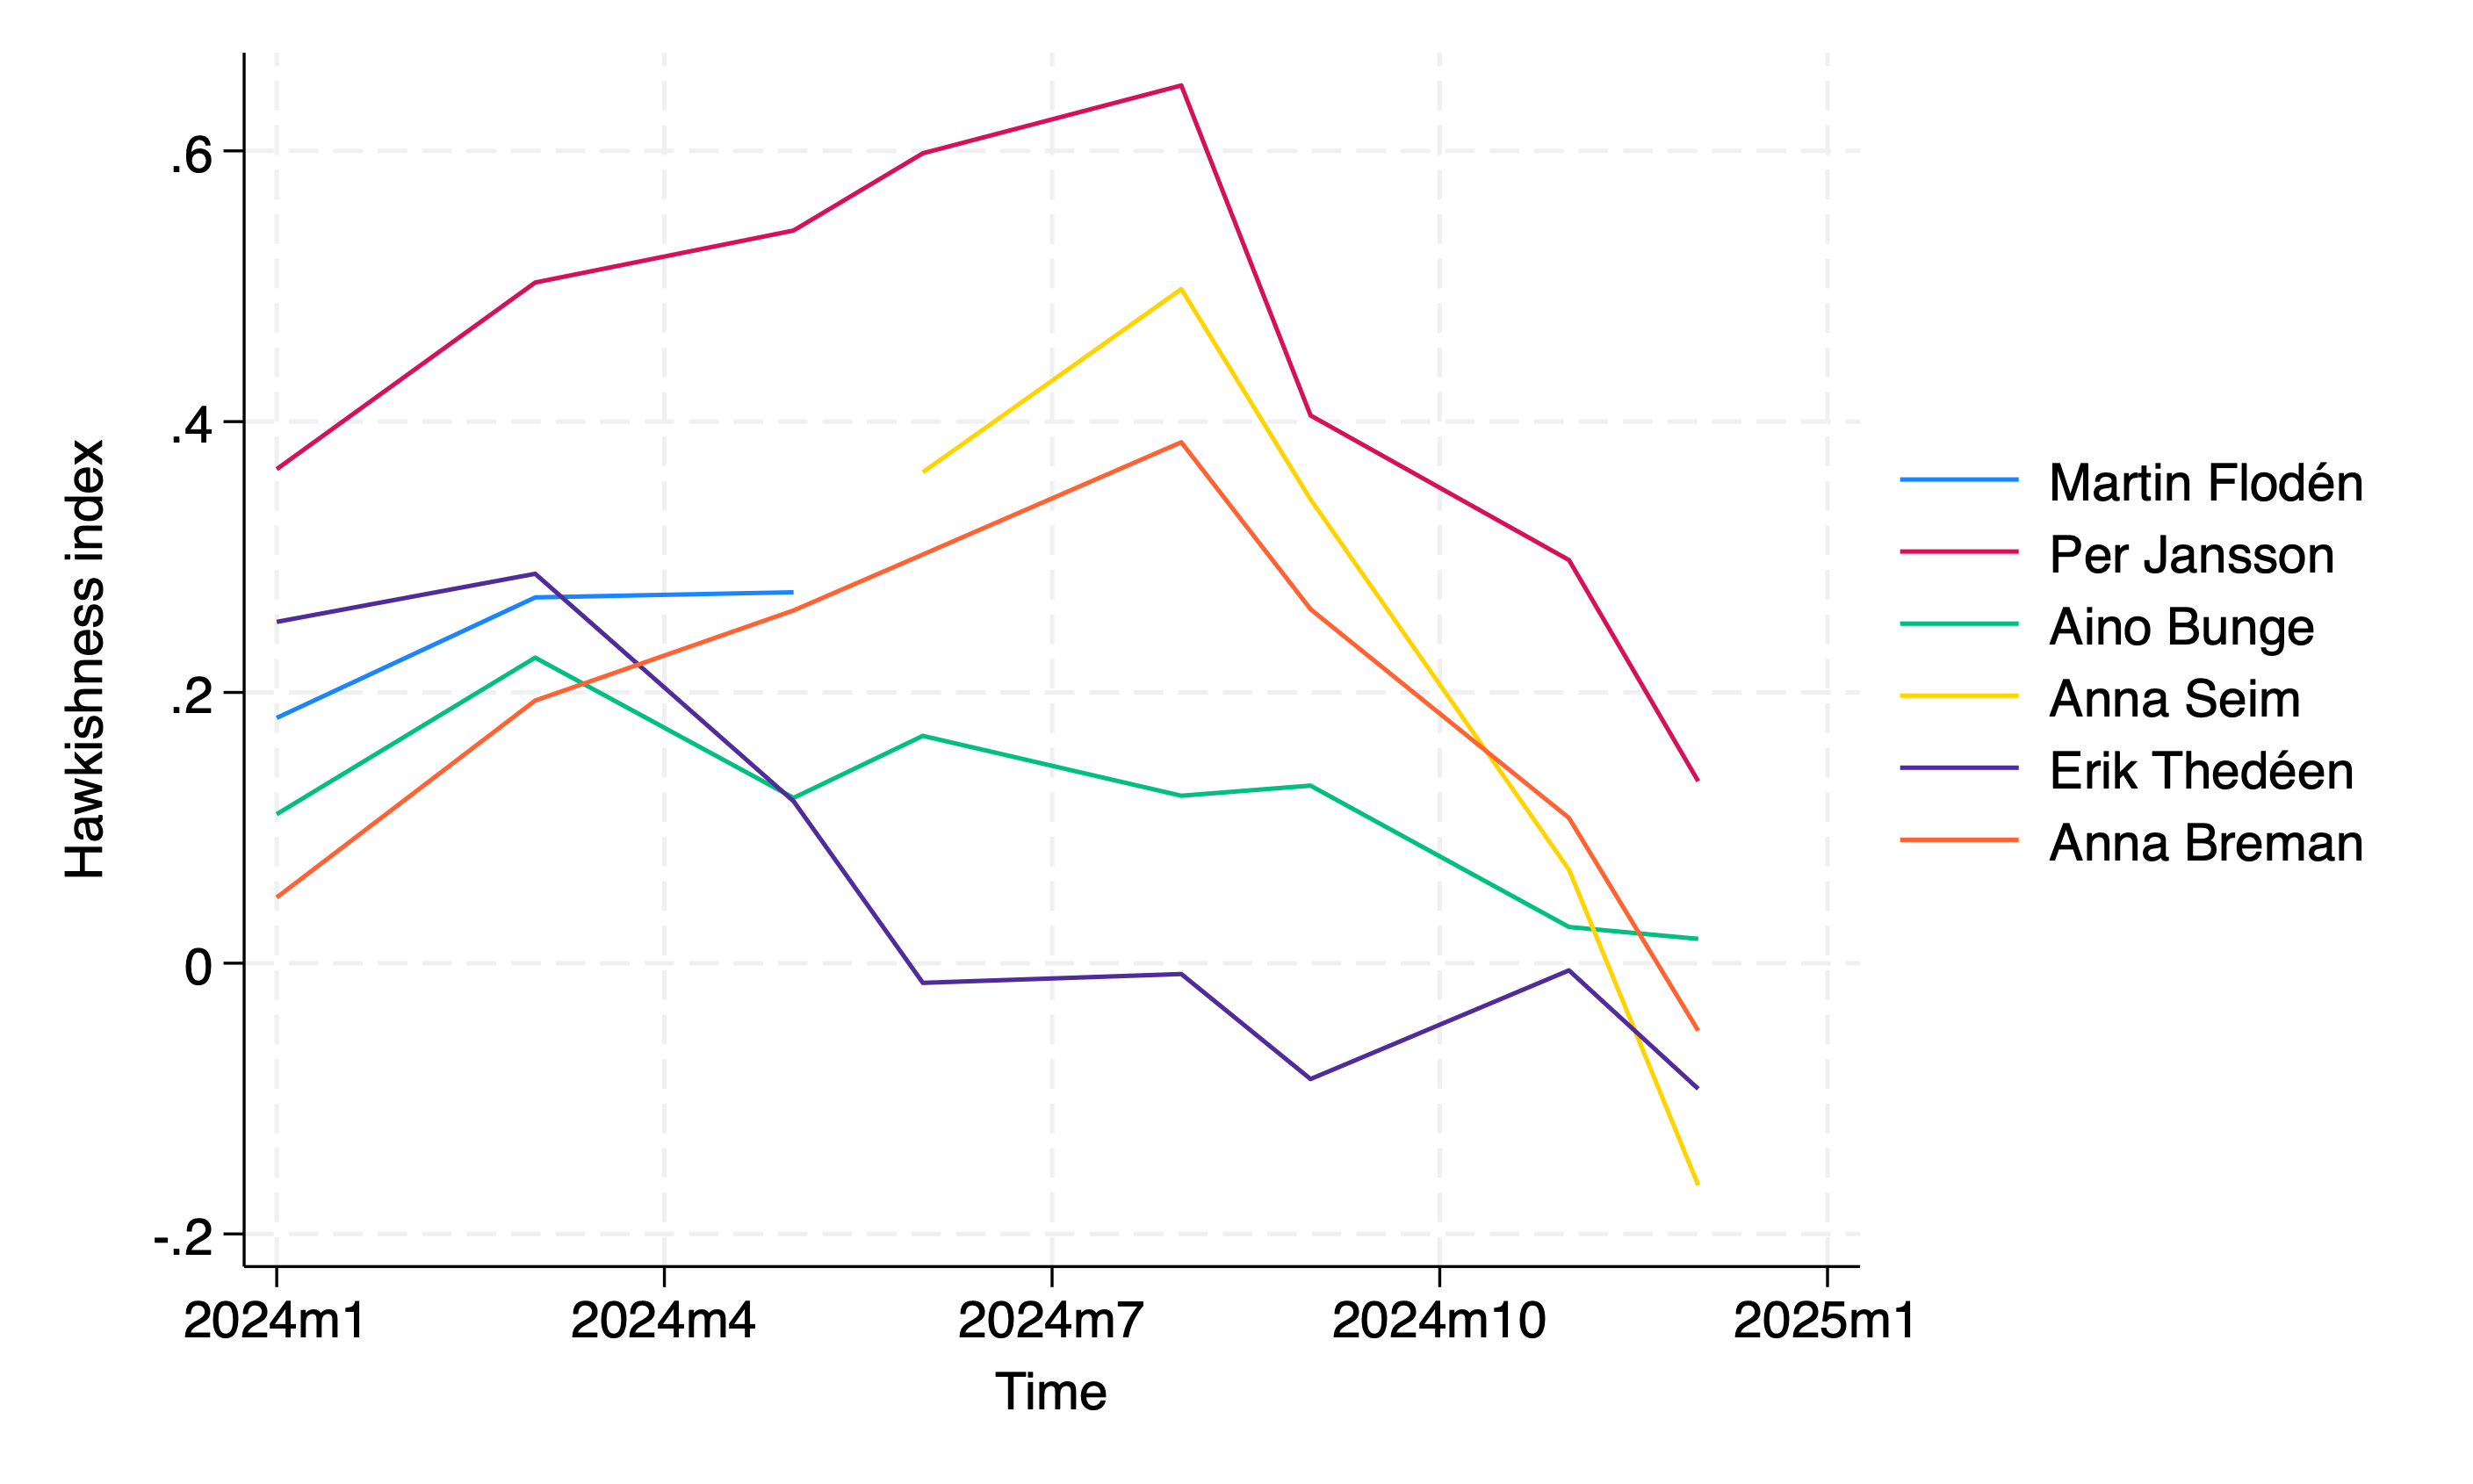 Hawkishness index
.6
.4
.2
0
-.2
2024m1
2024m4
2024m7
2024m10
2025m1
Time
Martin Flodén
Per Jansson
Aino Bunge
Anna Seim
Erik Thedéen
Anna Breman